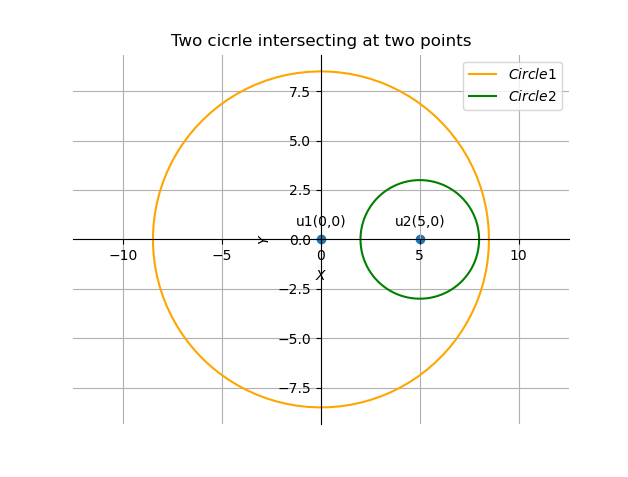 Two cicrle intersecting at two points
Circle1
Circle2
7.5
5.0
2.5
u1(0,0) u2(5,0)
Y 0.0
−10 −5 0 5 10
X
−2.5
−5.0
−7.5